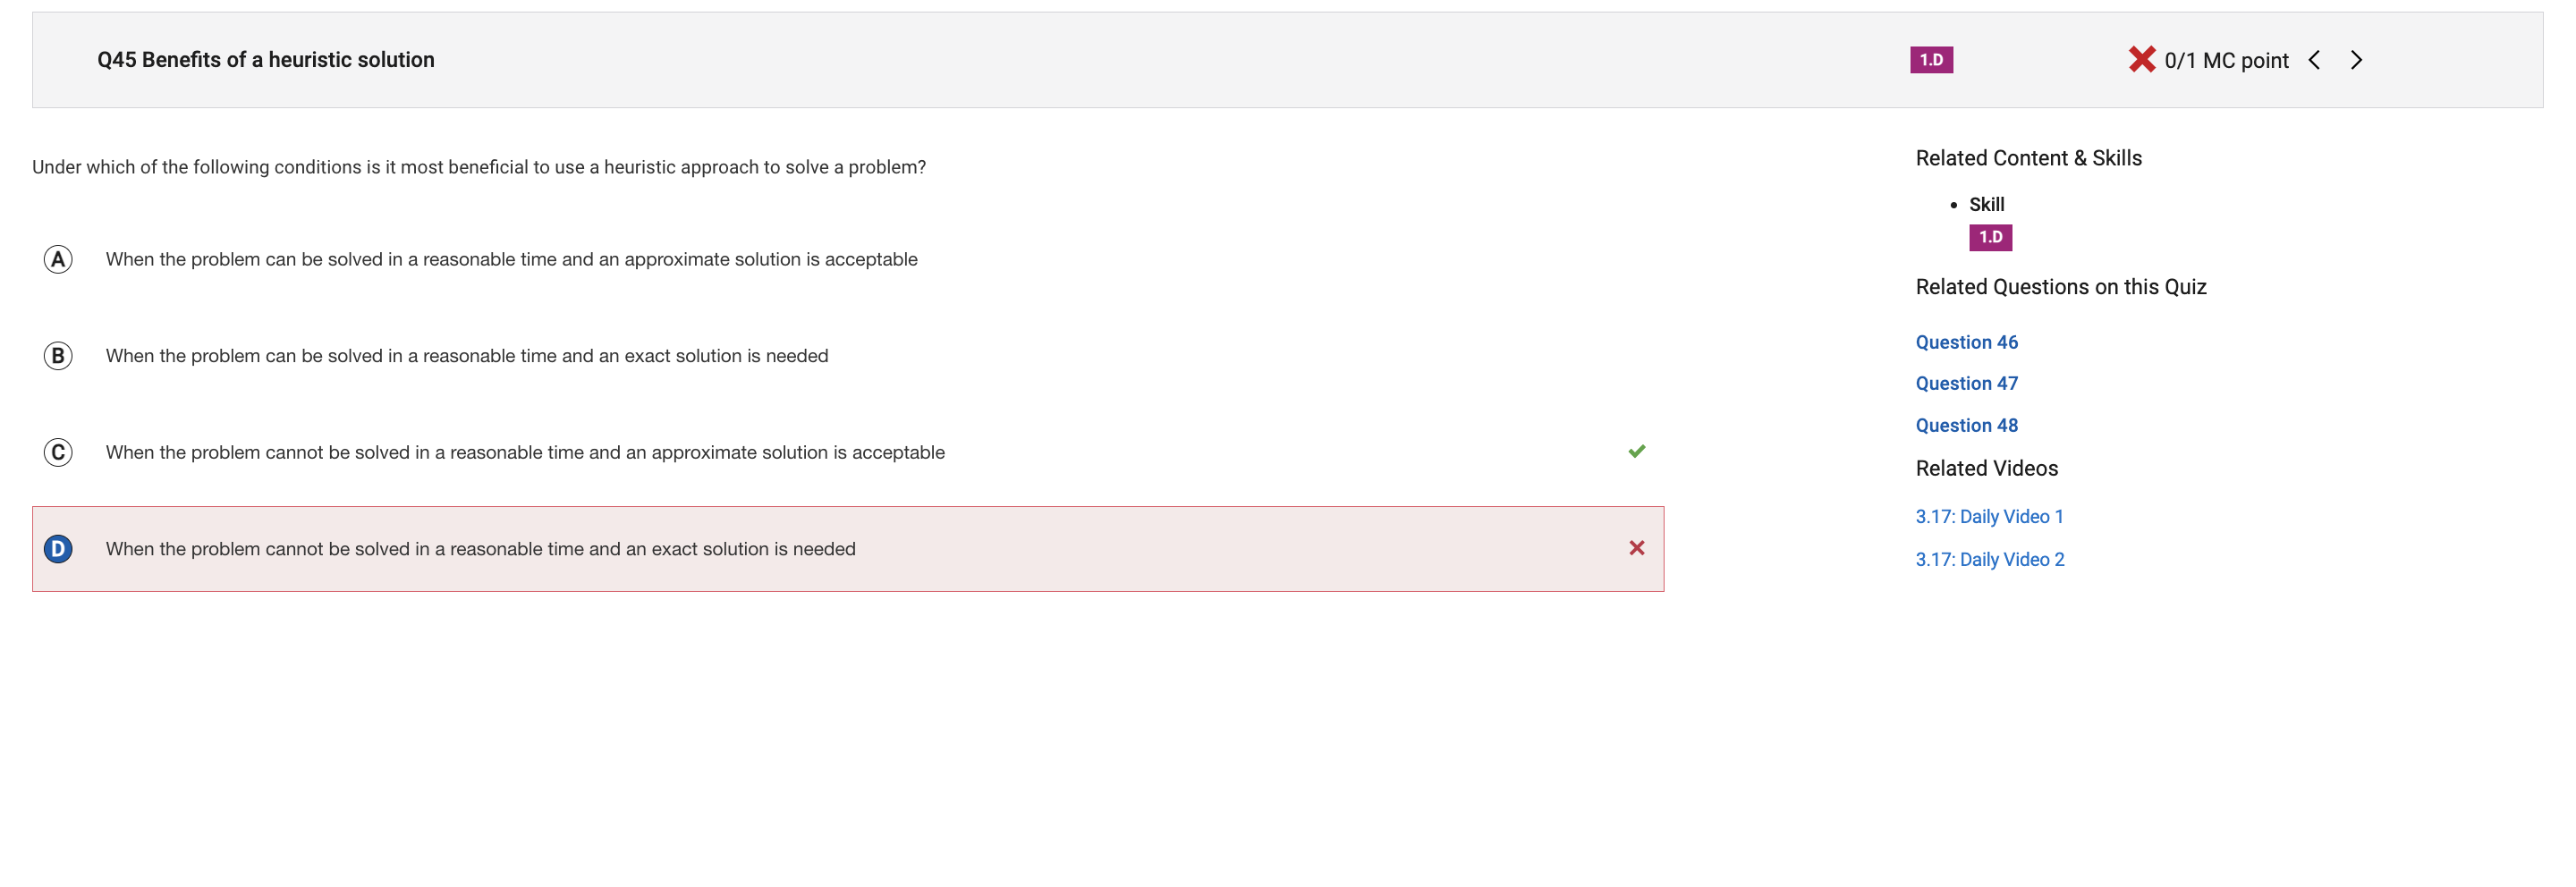 Q45 Benefits of a heuristic solution
1.D
0/1 MC point
Under which of the following conditions is it most beneficial to use a heuristic approach to solve a problem?
A When the problem can be solved in a reasonable time and an approximate solution is acceptable
B When the problem can be solved in a reasonable time and an exact solution is needed
C When the problem cannot be solved in a reasonable time and an approximate solution is acceptable
D When the problem cannot be solved in a reasonable time and an exact solution is needed
Related Content & Skills
• Skill
1.D
Related Questions on this Quiz
Question 46
Question 47
Question 48
Related Videos
3.17: Daily Video 1
3.17: Daily Video 2